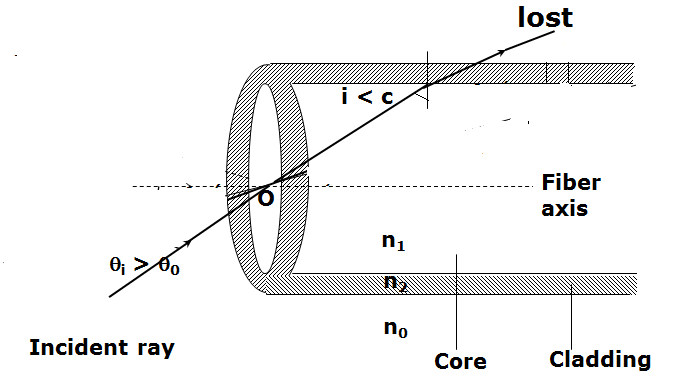 lost
i < c
Fiber
axis
O
n₁
θᵢ > θ₀
n₂
n₀
Incident ray
Core
Cladding